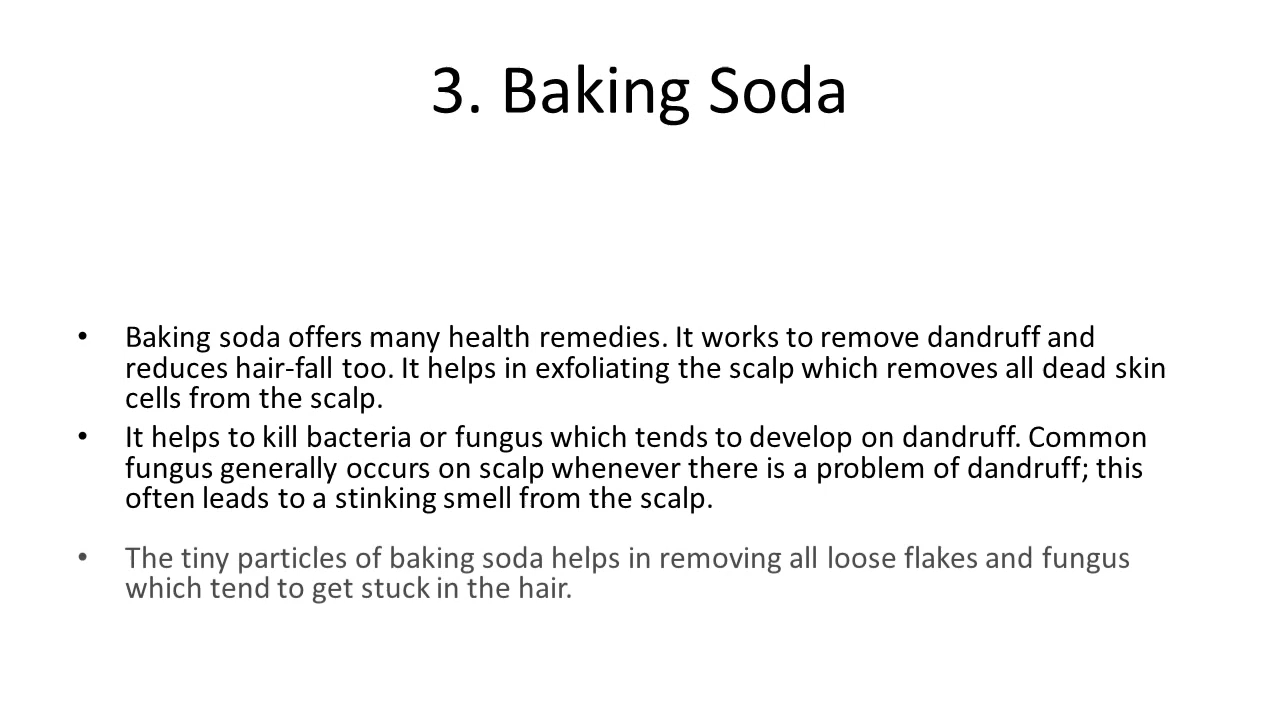 3. Baking Soda
• Baking soda offers many health remedies. It works to remove dandruff and
reduces hair-fall too. It helps in exfoliating the scalp which removes all dead skin
cells from the scalp.
• It helps to kill bacteria or fungus which tends to develop on dandruff. Common
fungus generally occurs on scalp whenever there is a problem of dandruff; this
often leads to a stinking smell from the scalp.
• The tiny particles of baking soda helps in removing all loose flakes and fungus
which tend to get stuck in the hair.